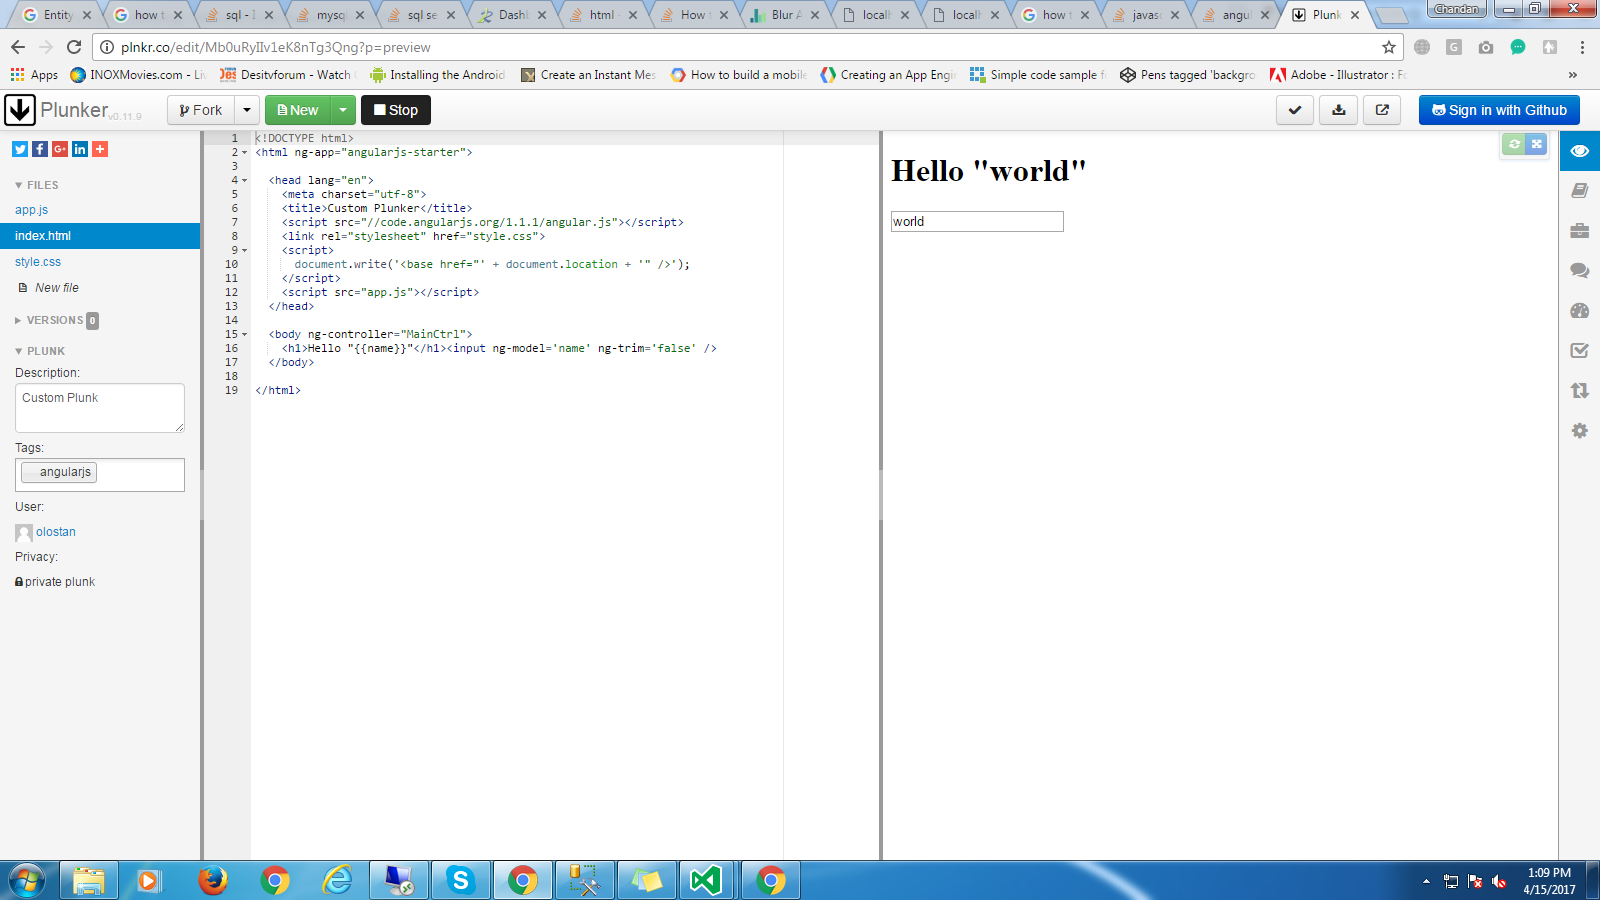 Entity
how t
sql - I
mysq
sql se
Dashl
html -
How t
Blur A
localh
localh
how t
javas
angul
Plunk
Chandan
plnkr.co/edit/Mb0uRyIIv1eK8nTg3Qng?p=preview
Apps
INOXMovies.com - Li
Desitvforum - Watch
Installing the Android
Create an Instant Mes
How to build a mobile
Creating an App Engi
Simple code sample f
Pens tagged 'backgro
Adobe - Illustrator : Fo
»
Plunker v0.11.9
Fork
New
Stop
Sign in with Github
FILES
app.js
index.html
style.css
New file
VERSIONS 0
PLUNK
Description:
Custom Plunk
Tags:
angularjs
User:
olostan
Privacy:
private plunk
1 <!DOCTYPE html>
2 <html ng-app="angularjs-starter">
3
4 <head lang="en">
5 <meta charset="utf-8">
6 <title>Custom Plunker</title>
7 <script src="//code.angularjs.org/1.1.1/angular.js"></script>
8 <link rel="stylesheet" href="style.css">
9 <script>
10 document.write('<base href="' + document.location + '" />');
11 </script>
12 <script src="app.js"></script>
13 </head>
14
15 <body ng-controller="MainCtrl">
16 <h1>Hello "{{name}}"</h1><input ng-model='name' ng-trim='false' />
17 </body>
18
19 </html>
Hello "world"
world
1:09 PM
4/15/2017